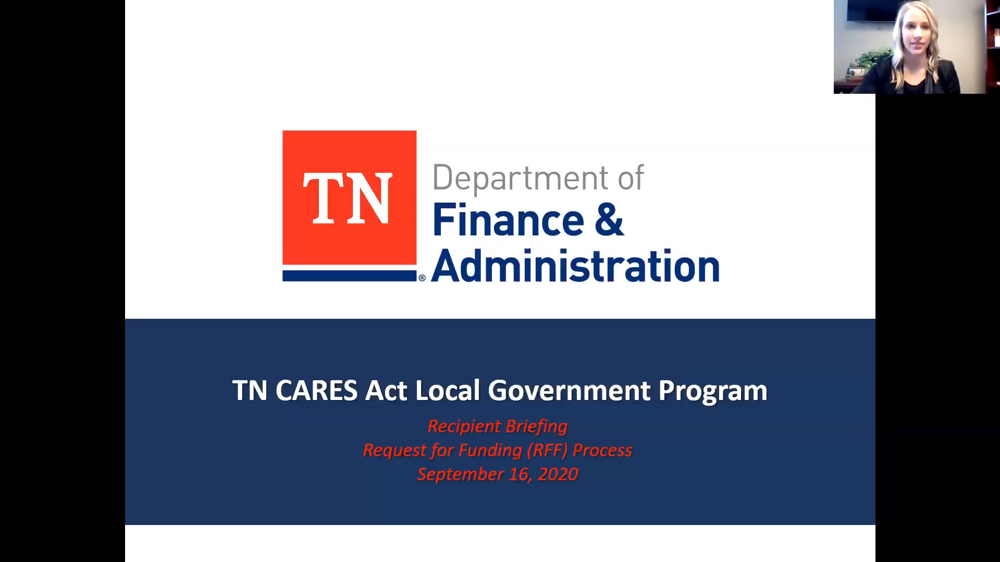 TN
Department of
Finance &
Administration
®
TN CARES Act Local Government Program
Recipient Briefing
Request for Funding (RFF) Process
September 16, 2020